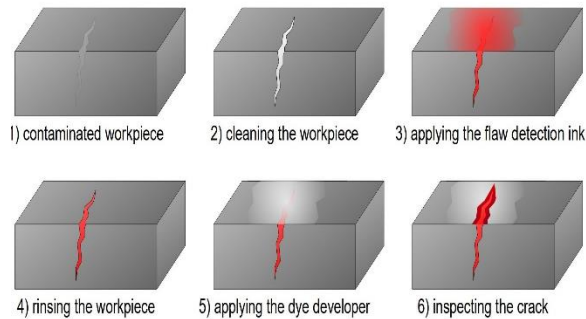 1) contaminated workpiece
2) cleaning the workpiece
3) applying the flaw detection ink
4) rinsing the workpiece
5) applying the dye developer
6) inspecting the crack